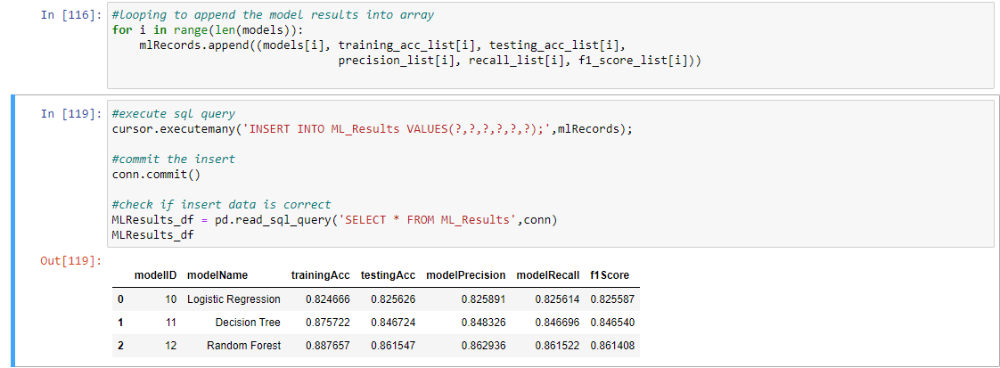 In [116]: #looping to append the model results into array
for i in range(len(models)):
    mlRecords.append((models[i], training_acc_list[i], testing_acc_list[i],
                                 precision_list[i], recall_list[i], f1_score_list[i]))
In [119]: #execute sql query
cursor.executemany('INSERT INTO ML_Results VALUES(?,?,?,?,?,?);',mlRecords);
#commit the insert
conn.commit()
#check if insert data is correct
MLResults_df = pd.read_sql_query('SELECT * FROM ML_Results',conn)
MLResults_df
Out[119]:
modelID modelName trainingAcc testingAcc modelPrecision modelRecall f1Score
0 10 Logistic Regression 0.824666 0.825626 0.825891 0.825614 0.825587
1 11 Decision Tree 0.875722 0.846724 0.848326 0.846696 0.846540
2 12 Random Forest 0.887657 0.861547 0.862936 0.861522 0.861408